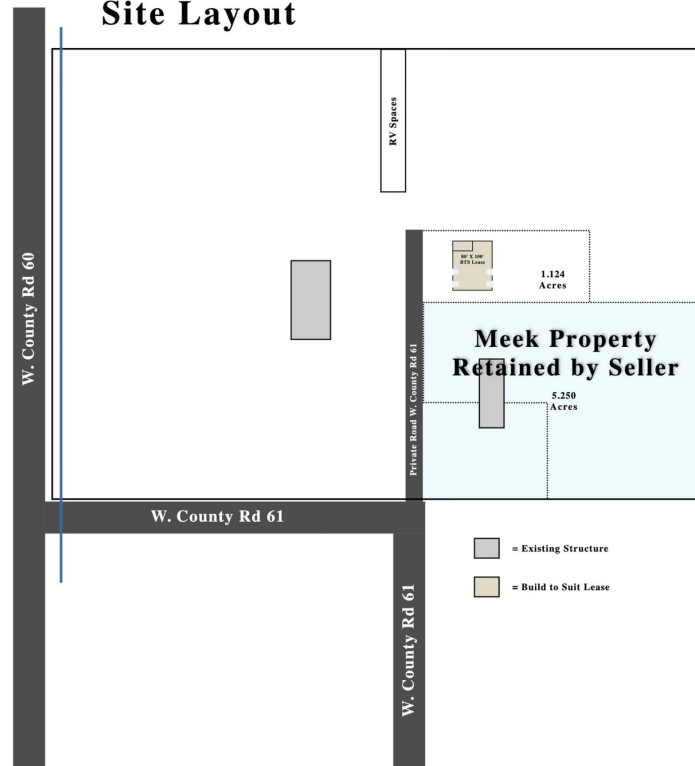 Site Layout
RV Spaces
W. County Rd 60
80' X 100'
BTS Lease
1.124
Acres
Meek Property
Retained by Seller
Private Road W. County Rd 61
5.250
Acres
W. County Rd 61
= Existing Structure
= Build to Suit Lease
W. County Rd 61